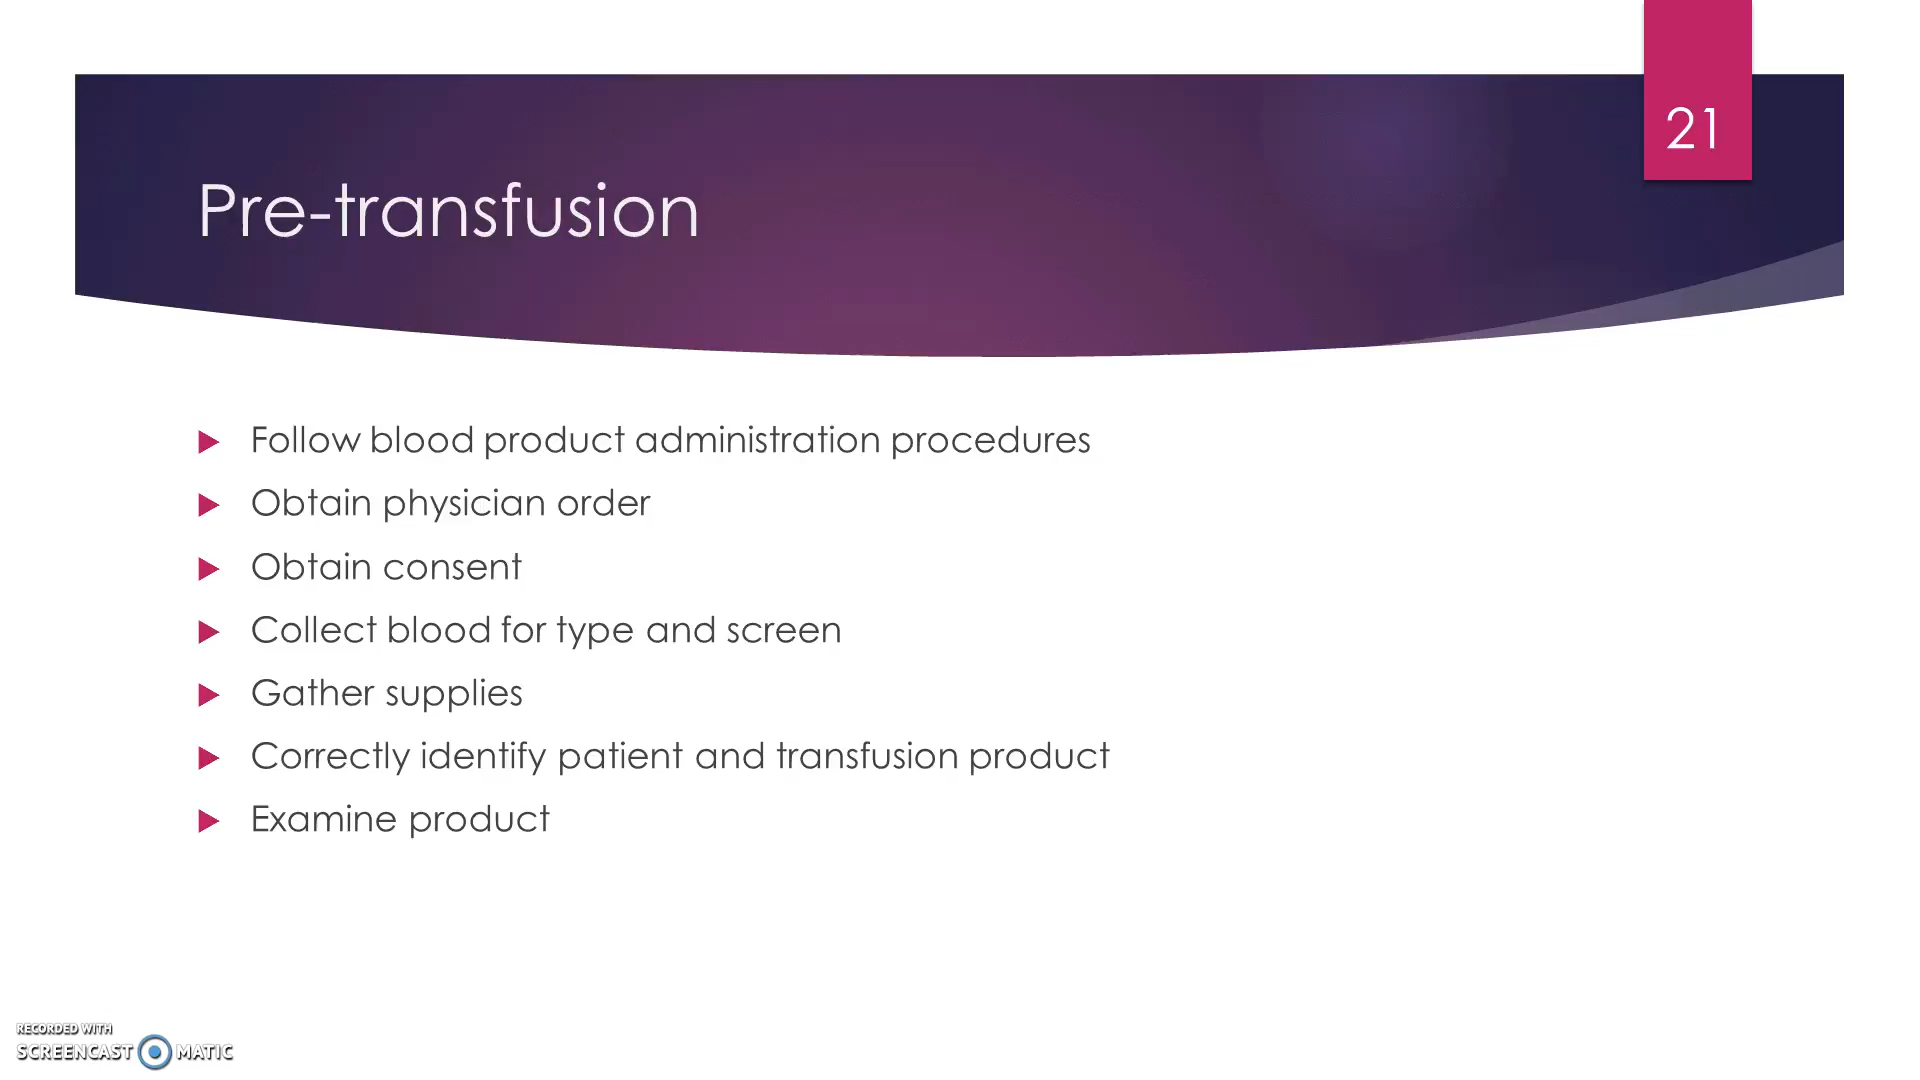 21
Pre-transfusion
Follow blood product administration procedures
Obtain physician order
Obtain consent
Collect blood for type and screen
Gather supplies
Correctly identify patient and transfusion product
Examine product
RECORDED WITH
SCREENCAST MATIC